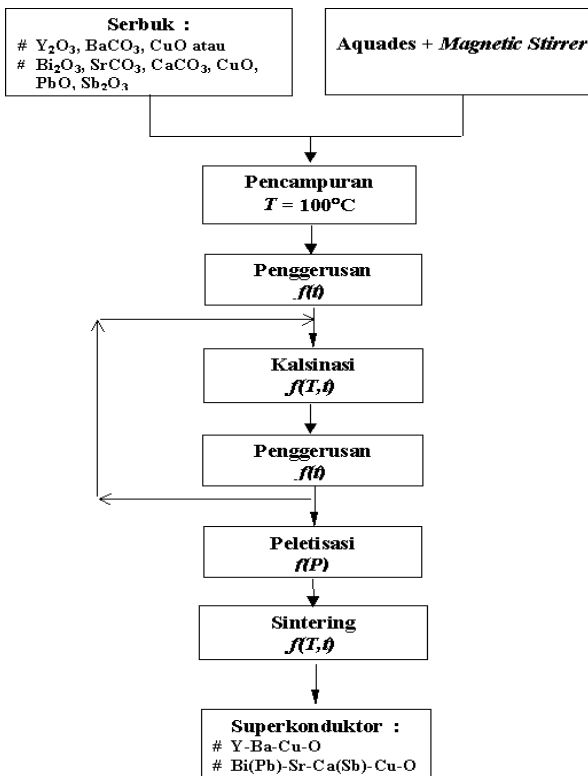 Serbuk :
# Y₂O₃, BaCO₃, CuO atau
# Bi₂O₃, SrCO₃, CaCO₃, CuO,
PbO, Sb₂O₃
Aquades + Magnetic Stirrer
Pencampuran
T = 100°C
Penggerusan
f(t)
Kalsinasi
f(T,t)
Penggerusan
f(t)
Peletisasi
f(P)
Sintering
f(T,t)
Superkonduktor :
# Y-Ba-Cu-O
# Bi(Pb)-Sr-Ca(Sb)-Cu-O